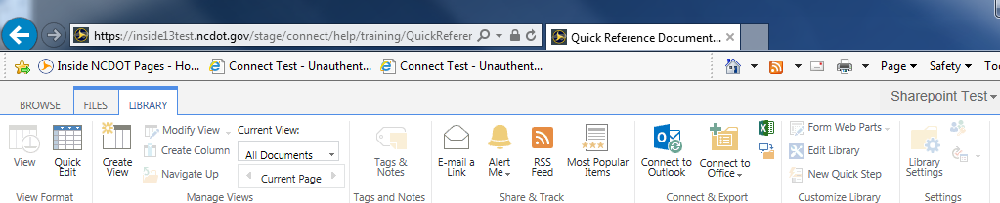 https://inside13test.ncdot.gov/stage/connect/help/training/QuickReferer
Quick Reference Document...
Inside NCDOT Pages - Ho...
Connect Test - Unauthent...
Connect Test - Unauthent...
Page
Safety
Too
BROWSE
FILES
LIBRARY
Sharepoint Test
View
Quick
Edit
View Format
Create
View
Modify View
Create Column
Navigate Up
Current View:
All Documents
Current Page
Manage Views
Tags &
Notes
Tags and Notes
E-mail a
Link
Alert
Me
RSS
Feed
Most Popular
Items
Share & Track
Connect to
Outlook
Connect to
Office
Connect & Export
Form Web Parts
Edit Library
New Quick Step
Customize Library
Library
Settings
Settings